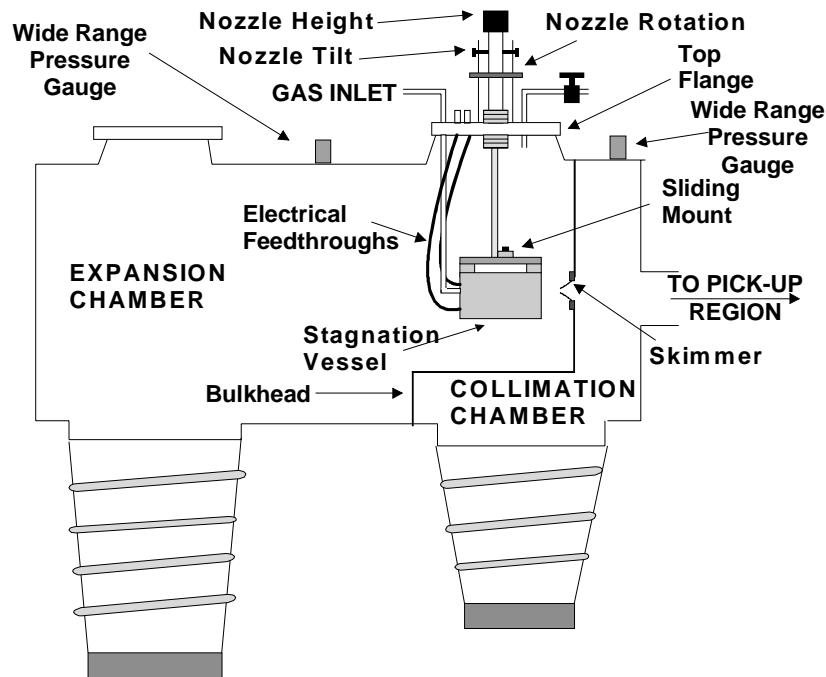 Nozzle Height
Nozzle Rotation
Wide Range
Pressure
Gauge
Nozzle Tilt
Top
Flange
GAS INLET
Wide Range
Pressure
Gauge
Sliding
Mount
Electrical
Feedthroughs
EXPANSION
CHAMBER
TO PICK-UP
REGION
Stagnation
Vessel
Skimmer
Bulkhead
COLLIMATION
CHAMBER